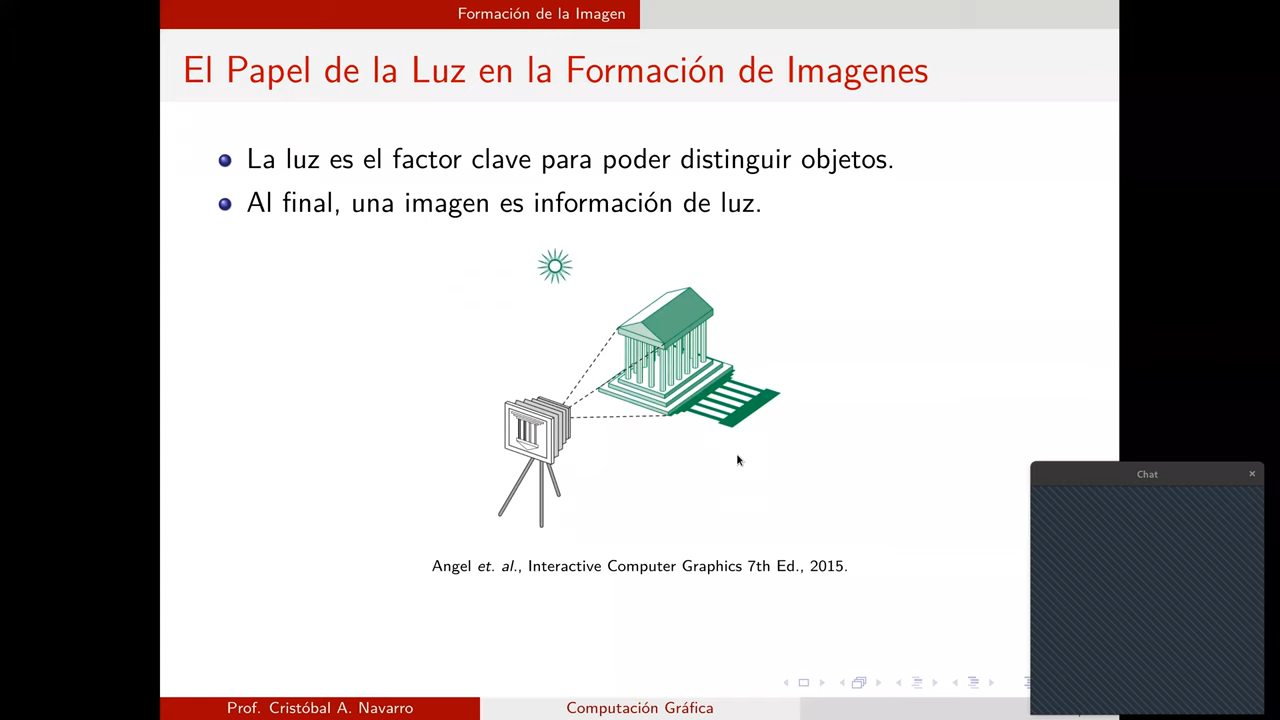 Formación de la Imagen
El Papel de la Luz en la Formación de Imagenes
La luz es el factor clave para poder distinguir objetos.
Al final, una imagen es información de luz.
Angel et. al., Interactive Computer Graphics 7th Ed., 2015.
Chat
Prof. Cristóbal A. Navarro
Computación Gráfica